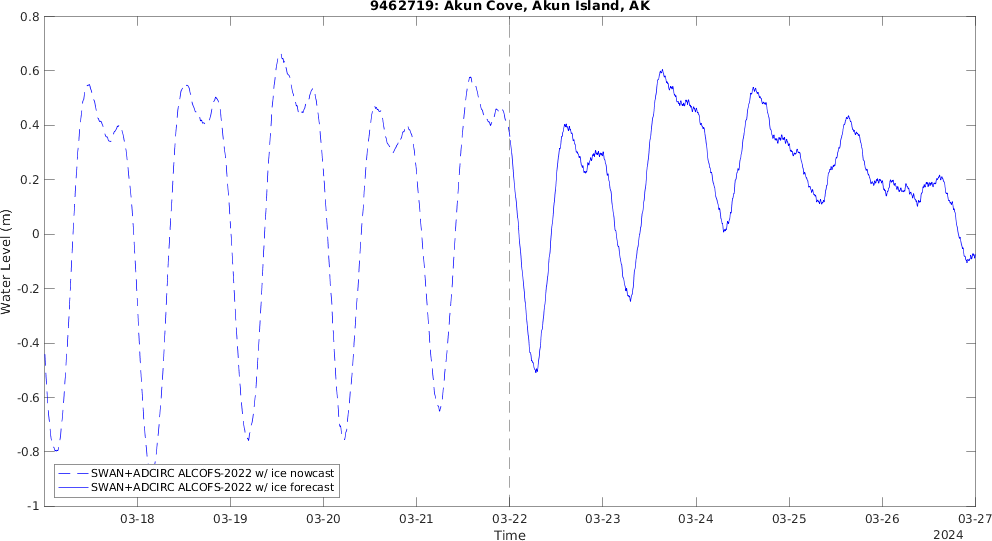 9462719: Akun Cove, Akun Island, AK
Water Level (m)
0.8
0.6
0.4
0.2
0
-0.2
-0.4
-0.6
-0.8
-1
SWAN+ADCIRC ALCOFS-2022 w/ ice nowcast
SWAN+ADCIRC ALCOFS-2022 w/ ice forecast
03-18 03-19 03-20 03-21 03-22 03-23 03-24 03-25 03-26 03-27
Time
2024